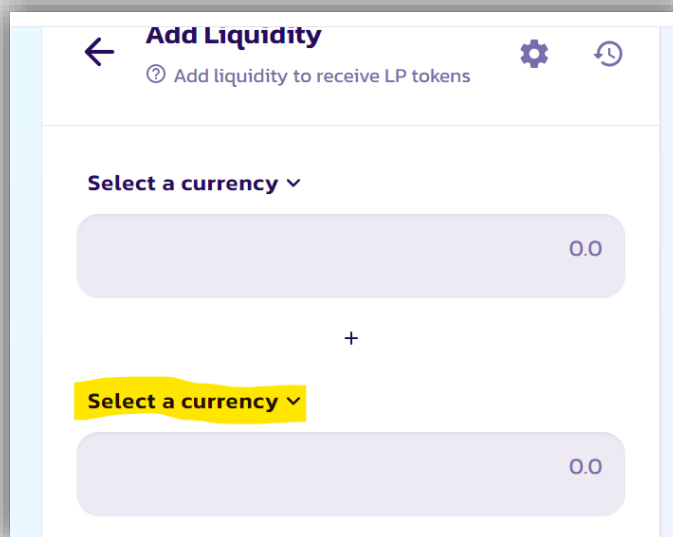 Add Liquidity
Add liquidity to receive LP tokens
Select a currency
0.0
+
Select a currency
0.0